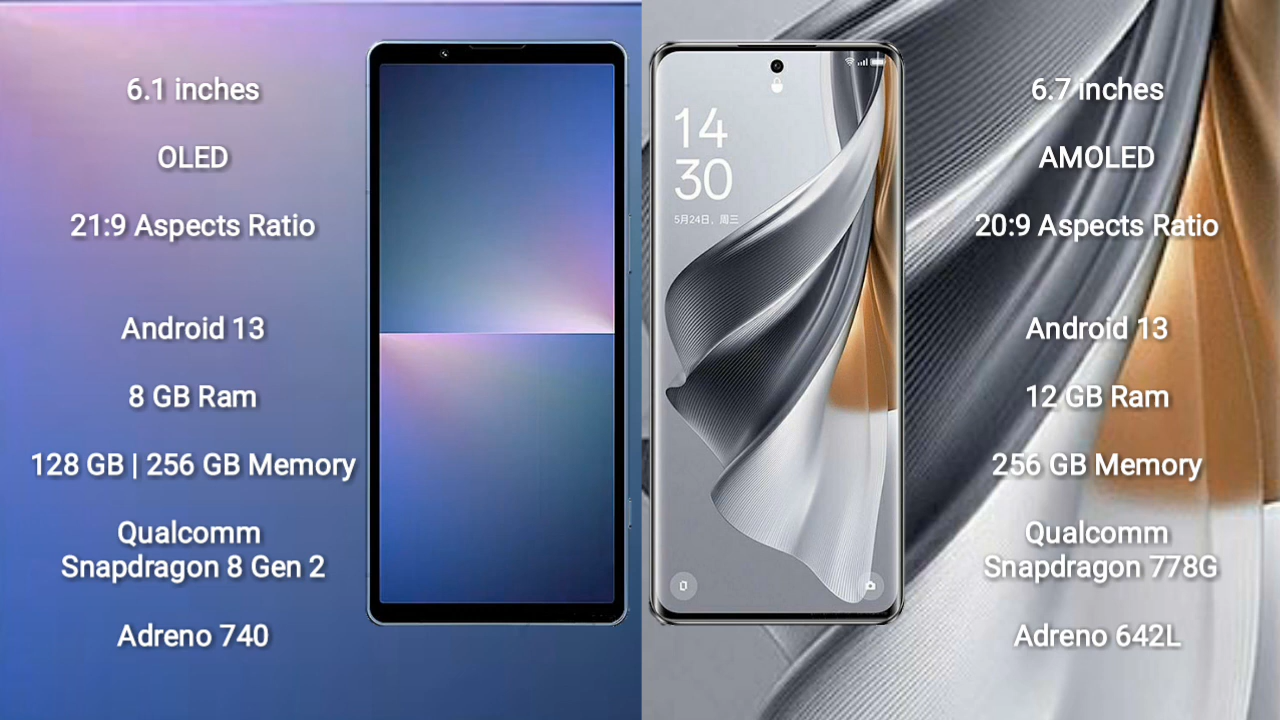 6.1 inches
OLED
21:9 Aspects Ratio
Android 13
8 GB Ram
128 GB | 256 GB Memory
Qualcomm
Snapdragon 8 Gen 2
Adreno 740
14
30
5月24日，周三
6.7 inches
AMOLED
20:9 Aspects Ratio
Android 13
12 GB Ram
256 GB Memory
Qualcomm
Snapdragon 778G
Adreno 642L